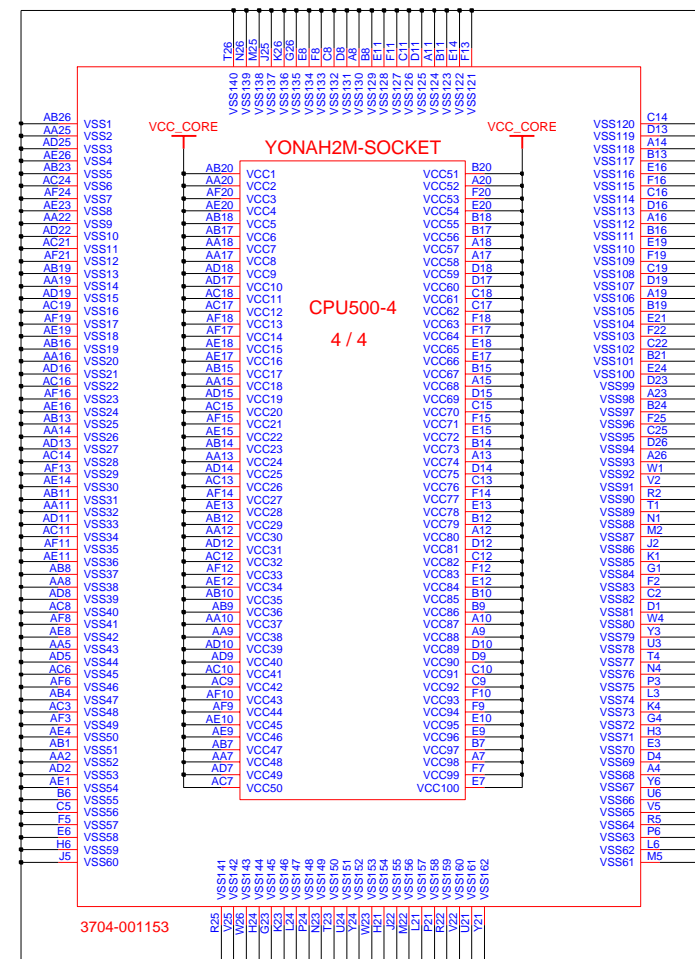 T26
N26
M25
J25
K26
G26
E8
F8
C8
D8
A8
B8
E11
F11
C11
D11
A11
B11
E14
F13
VSS140
VSS139
VSS138
VSS137
VSS136
VSS135
VSS134
VSS133
VSS132
VSS131
VSS130
VSS129
VSS128
VSS127
VSS126
VSS125
VSS124
VSS123
VSS122
VSS121
AB26 VSS1
AA25 VSS2
AD25 VSS3
AE26 VSS4
AB23 VSS5
AC24 VSS6
AF24 VSS7
AE23 VSS8
AA22 VSS9
AD22 VSS10
AC21 VSS11
AF21 VSS12
AB19 VSS13
AA19 VSS14
AD19 VSS15
AC19 VSS16
AF19 VSS17
AE19 VSS18
AB16 VSS19
AA16 VSS20
AD16 VSS21
AC16 VSS22
AF16 VSS23
AE16 VSS24
AB13 VSS25
AA14 VSS26
AD13 VSS27
AC14 VSS28
AF13 VSS29
AE14 VSS30
AB11 VSS31
AA11 VSS32
AD11 VSS33
AC11 VSS34
AF11 VSS35
AE11 VSS36
AB8 VSS37
AA8 VSS38
AD8 VSS39
AC8 VSS40
AF8 VSS41
AE8 VSS42
AA5 VSS43
AD5 VSS44
AC6 VSS45
AF6 VSS46
AB4 VSS47
AC3 VSS48
AF3 VSS49
AE4 VSS50
AB1 VSS51
AA2 VSS52
AD2 VSS53
AE1 VSS54
B6 VSS55
C5 VSS56
F5 VSS57
E6 VSS58
H6 VSS59
J5 VSS60
VCC_CORE
VCC_CORE
YONAH2M-SOCKET
CPU500-4
4 / 4
AB20 VCC1
AA20 VCC2
AF20 VCC3
AE20 VCC4
AB18 VCC5
AB17 VCC6
AA18 VCC7
AA17 VCC8
AD18 VCC9
AD17 VCC10
AC18 VCC11
AC17 VCC12
AF18 VCC13
AF17 VCC14
AE18 VCC15
AE17 VCC16
AB15 VCC17
AA15 VCC18
AD15 VCC19
AC15 VCC20
AF15 VCC21
AE15 VCC22
AB14 VCC23
AA13 VCC24
AD14 VCC25
AC13 VCC26
AF14 VCC27
AE13 VCC28
AB12 VCC29
AA12 VCC30
AD12 VCC31
AC12 VCC32
AF12 VCC33
AE12 VCC34
AB10 VCC35
AB9 VCC36
AA10 VCC37
AA9 VCC38
AD10 VCC39
AD9 VCC40
AC10 VCC41
AC9 VCC42
AF10 VCC43
AF9 VCC44
AE10 VCC45
AE9 VCC46
AB7 VCC47
AA7 VCC48
AD7 VCC49
AC7 VCC50
VCC51 B20
VCC52 A20
VCC53 F20
VCC54 E20
VCC55 B18
VCC56 B17
VCC57 A18
VCC58 A17
VCC59 D18
VCC60 D17
VCC61 C18
VCC62 C17
VCC63 F18
VCC64 F17
VCC65 E18
VCC66 E17
VCC67 B15
VCC68 A15
VCC69 D15
VCC70 C15
VCC71 F15
VCC72 E15
VCC73 B14
VCC74 A13
VCC75 D14
VCC76 C13
VCC77 F14
VCC78 E13
VCC79 B12
VCC80 A12
VCC81 D12
VCC82 C12
VCC83 F12
VCC84 E12
VCC85 B10
VCC86 B9
VCC87 A10
VCC88 A9
VCC89 D10
VCC90 D9
VCC91 C10
VCC92 C9
VCC93 F10
VCC94 F9
VCC95 E10
VCC96 E9
VCC97 B7
VCC98 A7
VCC99 F7
VCC100 E7
VSS120 C14
VSS119 D13
VSS118 A14
VSS117 B13
VSS116 E16
VSS115 F16
VSS114 C16
VSS113 D16
VSS112 A16
VSS111 B16
VSS110 E19
VSS109 F19
VSS108 C19
VSS107 D19
VSS106 A19
VSS105 B19
VSS104 E21
VSS103 F22
VSS102 C22
VSS101 B21
VSS100 E24
VSS99 D23
VSS98 A23
VSS97 B24
VSS96 F25
VSS95 C25
VSS94 D26
VSS93 A26
VSS92 W1
VSS91 V2
VSS90 R2
VSS89 T1
VSS88 N1
VSS87 M2
VSS86 J2
VSS85 K1
VSS84 G1
VSS83 F2
VSS82 C2
VSS81 D1
VSS80 W4
VSS79 Y3
VSS78 U3
VSS77 T4
VSS76 N4
VSS75 P3
VSS74 L3
VSS73 K4
VSS72 G4
VSS71 H3
VSS70 E3
VSS69 D4
VSS68 A4
VSS67 Y6
VSS66 U6
VSS65 V5
VSS64 R5
VSS63 P6
VSS62 L6
VSS61 M5
VSS141
VSS142
VSS143
VSS144
VSS145
VSS146
VSS147
VSS148
VSS149
VSS150
VSS151
VSS152
VSS153
VSS154
VSS155
VSS156
VSS157
VSS158
VSS159
VSS160
VSS161
VSS162
3704-001153
R25
V25
W26
H24
G23
K23
L24
P24
N23
T23
U24
Y24
W23
H21
J22
M22
L21
P21
R22
V22
U21
Y21